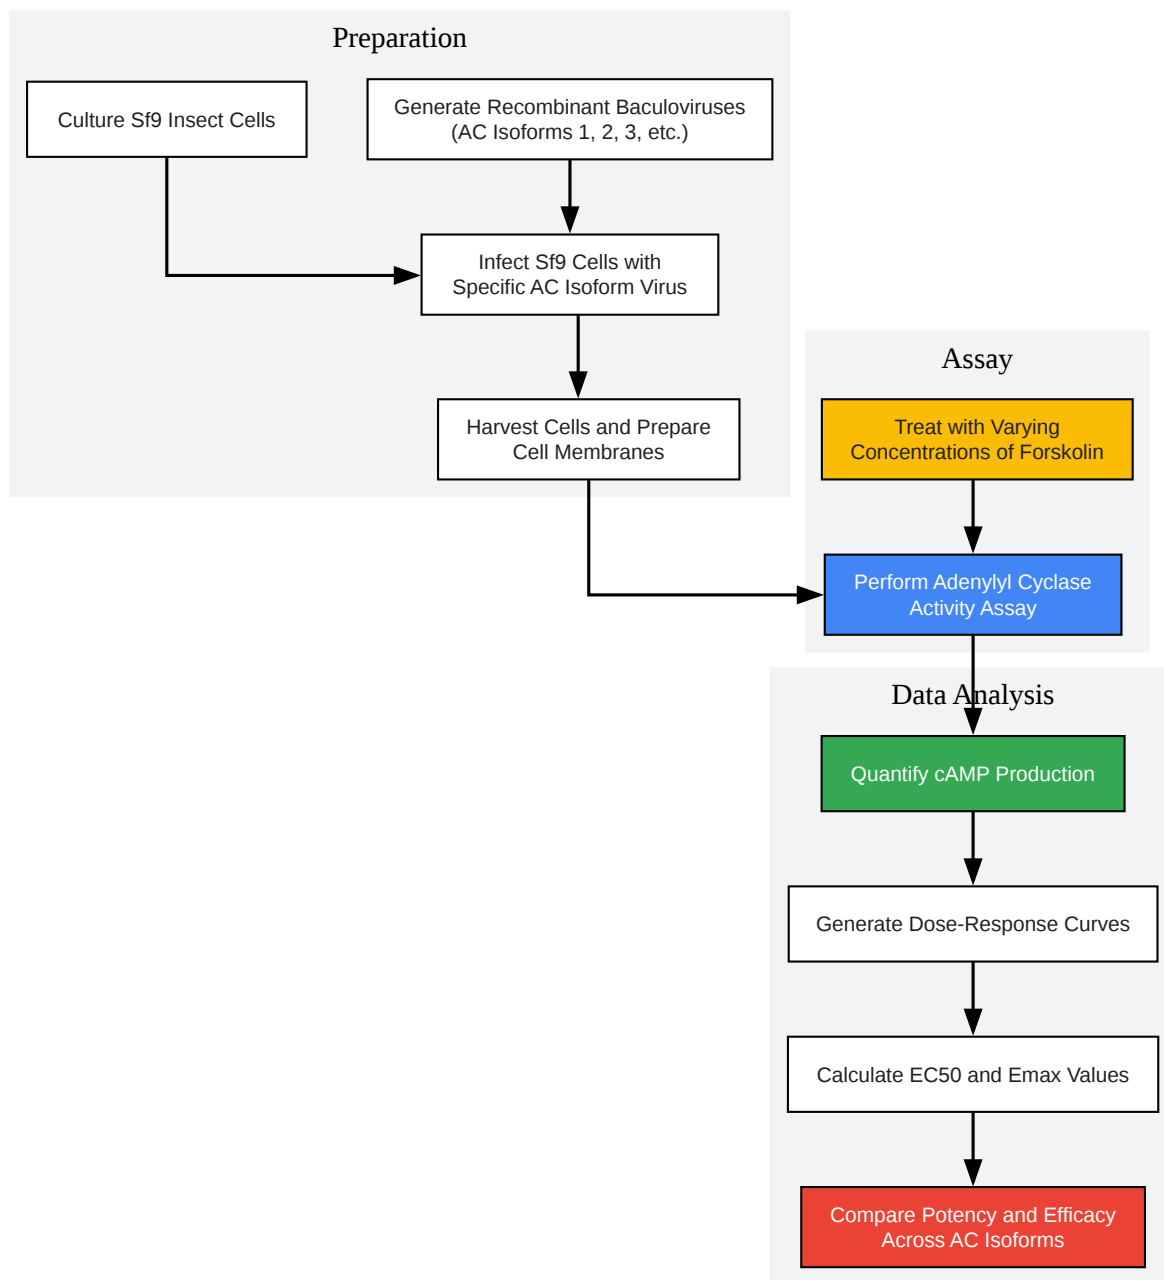 Preparation
Culture Sf9 Insect Cells
Generate Recombinant Baculoviruses
(AC Isoforms 1, 2, 3, etc.)
Infect Sf9 Cells with
Specific AC Isoform Virus
Harvest Cells and Prepare
Cell Membranes
Assay
Treat with Varying
Concentrations of Forskolin
Perform Adenylyl Cyclase
Activity Assay
Data Analysis
Quantify cAMP Production
Generate Dose-Response Curves
Calculate EC50 and Emax Values
Compare Potency and Efficacy
Across AC Isoforms